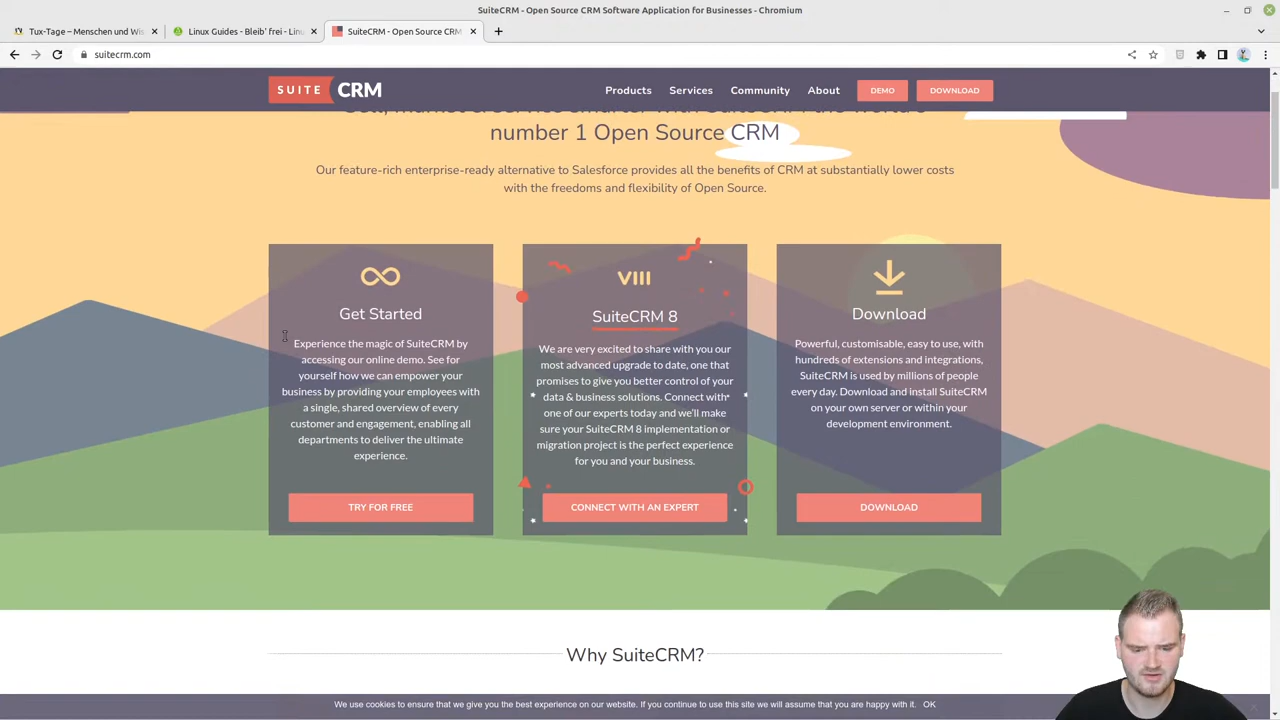 SuiteCRM - Open Source CRM Software Application for Businesses - Chromium
Tux-Tage – Menschen und Wis
Linux Guides - Bleib' frei - Linu
SuiteCRM - Open Source CRM
suitecrm.com
SUITE CRM
Products
Services
Community
About
DEMO
DOWNLOAD
number 1 Open Source CRM
Our feature-rich enterprise-ready alternative to Salesforce provides all the benefits of CRM at substantially lower costs
with the freedoms and flexibility of Open Source.
Get Started
Experience the magic of SuiteCRM by
accessing our online demo. See for
yourself how we can empower your
business by providing your employees with
a single, shared overview of every
customer and engagement, enabling all
departments to deliver the ultimate
experience.
TRY FOR FREE
VIII
SuiteCRM 8
We are very excited to share with you our
most advanced upgrade to date, one that
promises to give you better control of your
data & business solutions. Connect with
one of our experts today and we'll make
sure your SuiteCRM 8 implementation or
migration project is the perfect experience
for you and your business.
CONNECT WITH AN EXPERT
Download
Powerful, customisable, easy to use, with
hundreds of extensions and integrations,
SuiteCRM is used by millions of people
every day. Download and install SuiteCRM
on your own server or within your
development environment.
DOWNLOAD
Why SuiteCRM?
We use cookies to ensure that we give you the best experience on our website. If you continue to use this site we will assume that you are happy with it.
OK